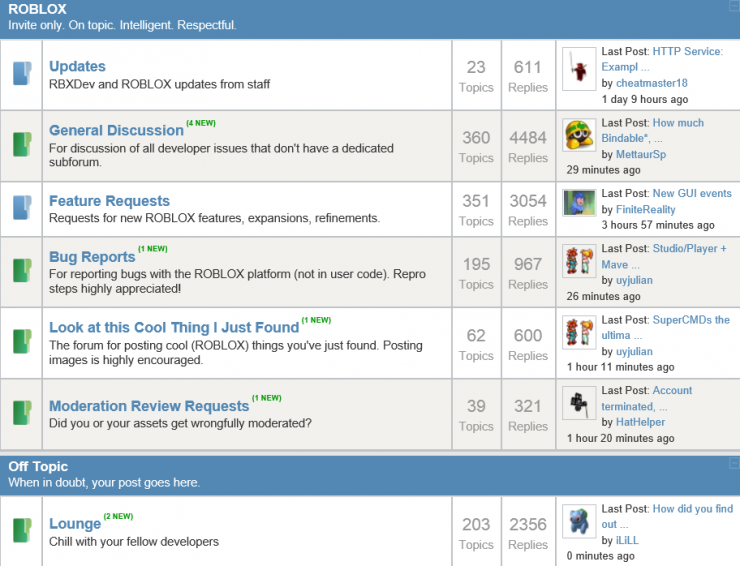 ROBLOX
Invite only. On topic. Intelligent. Respectful.
Updates
RBXDev and ROBLOX updates from staff
23
Topics
611
Replies
Last Post: HTTP Service:
Exampl ...
by cheatmaster18
1 day 9 hours ago
General Discussion (4 NEW)
For discussion of all developer issues that don't have a dedicated
subforum.
360
Topics
4484
Replies
Last Post: How much
Bindable*, ...
by MettaurSp
29 minutes ago
Feature Requests
Requests for new ROBLOX features, expansions, refinements.
351
Topics
3054
Replies
Last Post: New GUI events
by FiniteReality
3 hours 57 minutes ago
Bug Reports (1 NEW)
For reporting bugs with the ROBLOX platform (not in user code). Repro
steps highly appreciated!
195
Topics
967
Replies
Last Post: Studio/Player +
Mave ...
by uyjulian
26 minutes ago
Look at this Cool Thing I Just Found (1 NEW)
The forum for posting cool (ROBLOX) things you've just found. Posting
images is highly encouraged.
62
Topics
600
Replies
Last Post: SuperCMDs the
ultima ...
by uyjulian
1 hour 11 minutes ago
Moderation Review Requests (1 NEW)
Did you or your assets get wrongfully moderated?
39
Topics
321
Replies
Last Post: Account
terminated, ...
by HatHelper
1 hour 20 minutes ago
Off Topic
When in doubt, your post goes here.
Lounge (2 NEW)
Chill with your fellow developers
203
Topics
2356
Replies
Last Post: How did you find
out ...
by iLiLL
0 minutes ago